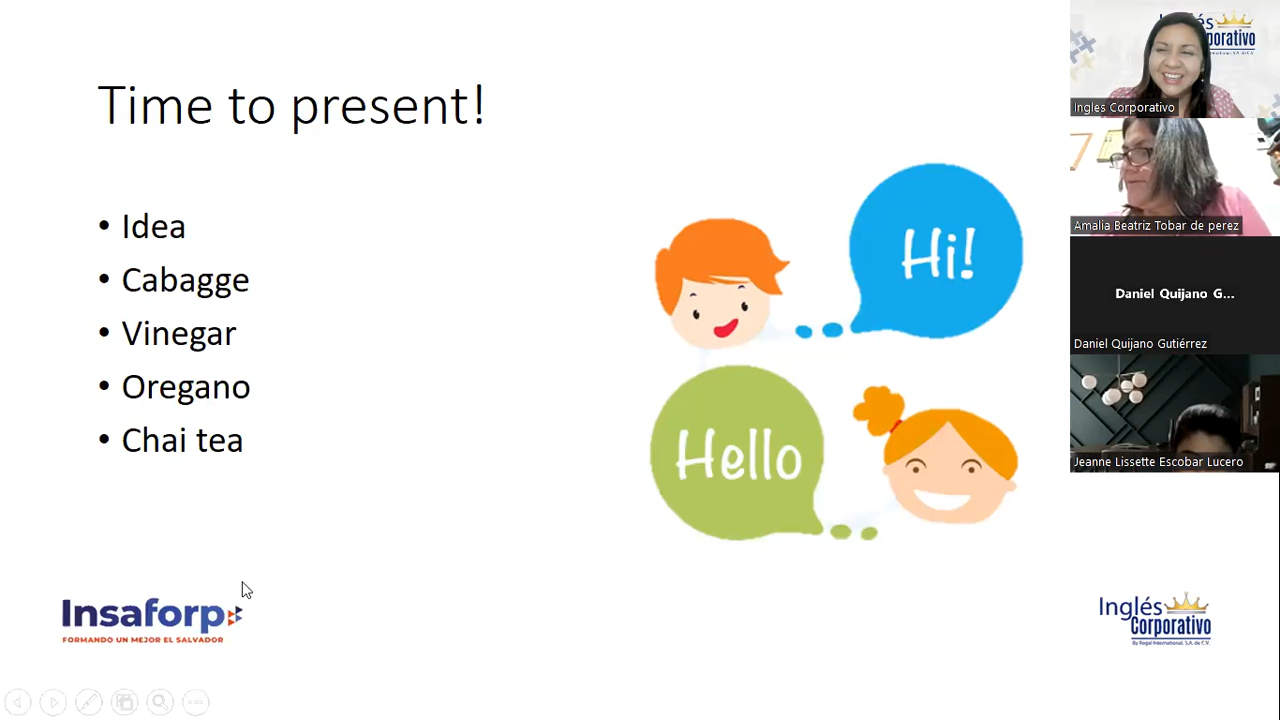 Time to present!
• Idea
• Cabagge
• Vinegar
• Oregano
• Chai tea
Hi!
Hello
Insaforp
FORMANDO UN MEJOR EL SALVADOR
Inglés
Corporativo
By Regal International, S.A. de C.V.
Ingles Corporativo
Amalia Beatriz Tobar de perez
Daniel Quijano G...
Daniel Quijano Gutiérrez
Jeanne Lissette Escobar Lucero